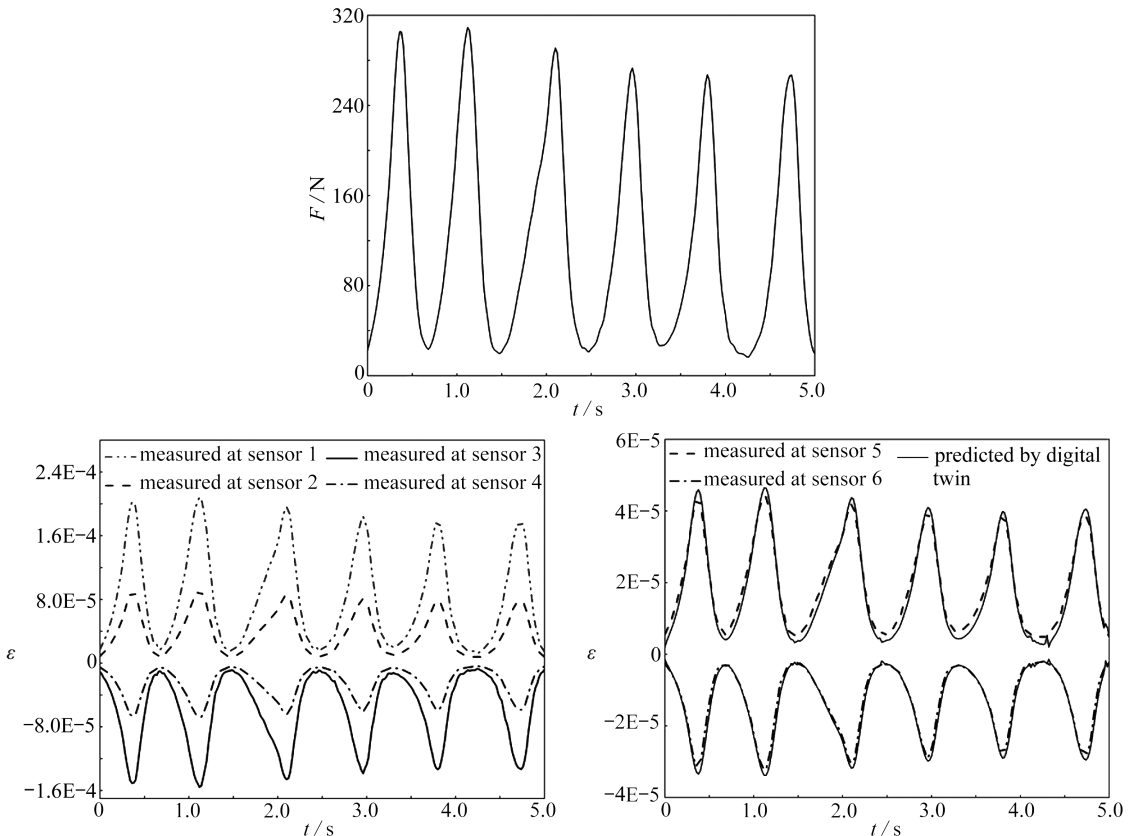 320
240
160
80
0
F / N
0 1.0 2.0 3.0 4.0 5.0
t / s
measured at sensor 1 measured at sensor 3
measured at sensor 2 measured at sensor 4
2.4E−4
1.6E−4
8.0E−5
0
−8.0E−5
−1.6E−4
ε
0 1.0 2.0 3.0 4.0 5.0
t / s
measured at sensor 5 predicted by digital
measured at sensor 6 twin
6E−5
4E−5
2E−5
0
−2E−5
−4E−5
ε
0 1.0 2.0 3.0 4.0 5.0
t / s